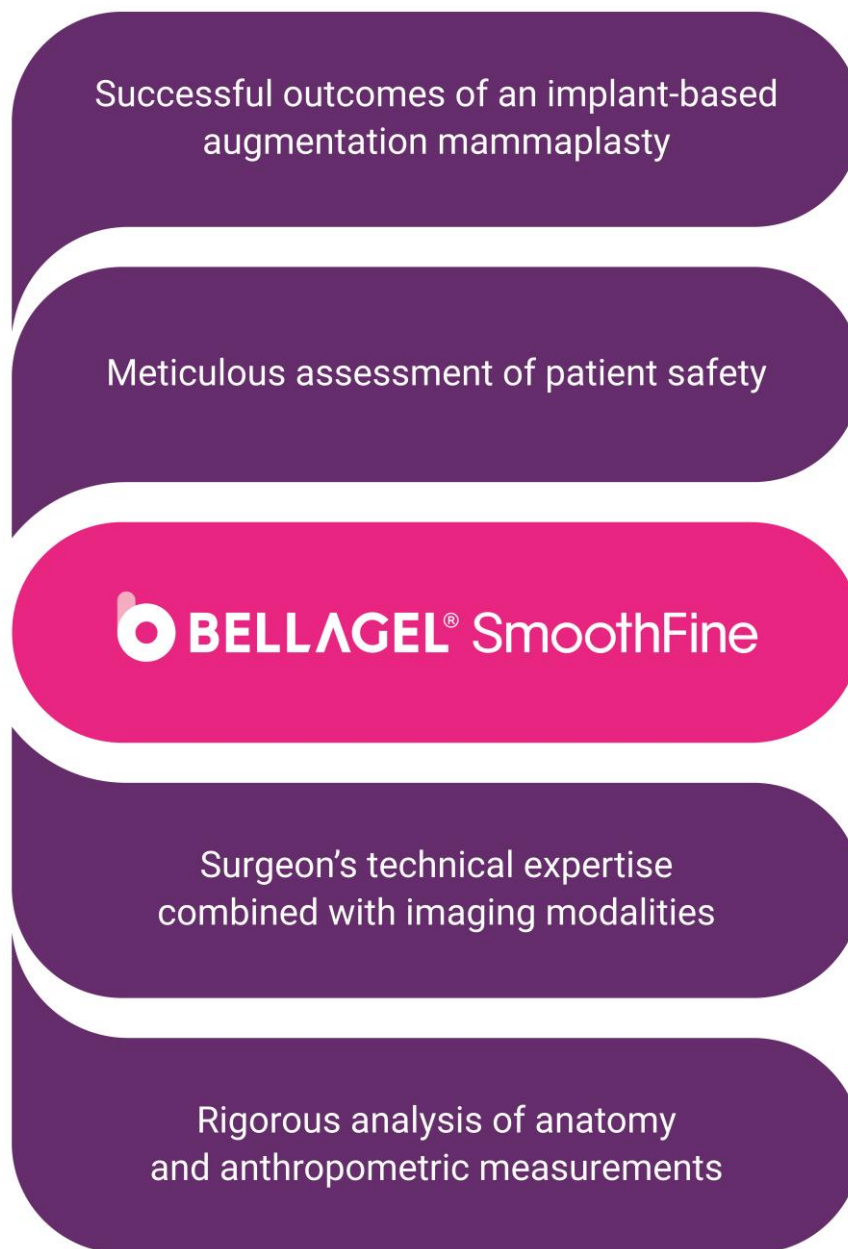 Successful outcomes of an implant-based
augmentation mammaplasty
Meticulous assessment of patient safety
BELLAGEL® SmoothFine
Surgeon’s technical expertise
combined with imaging modalities
Rigorous analysis of anatomy
and anthropometric measurements